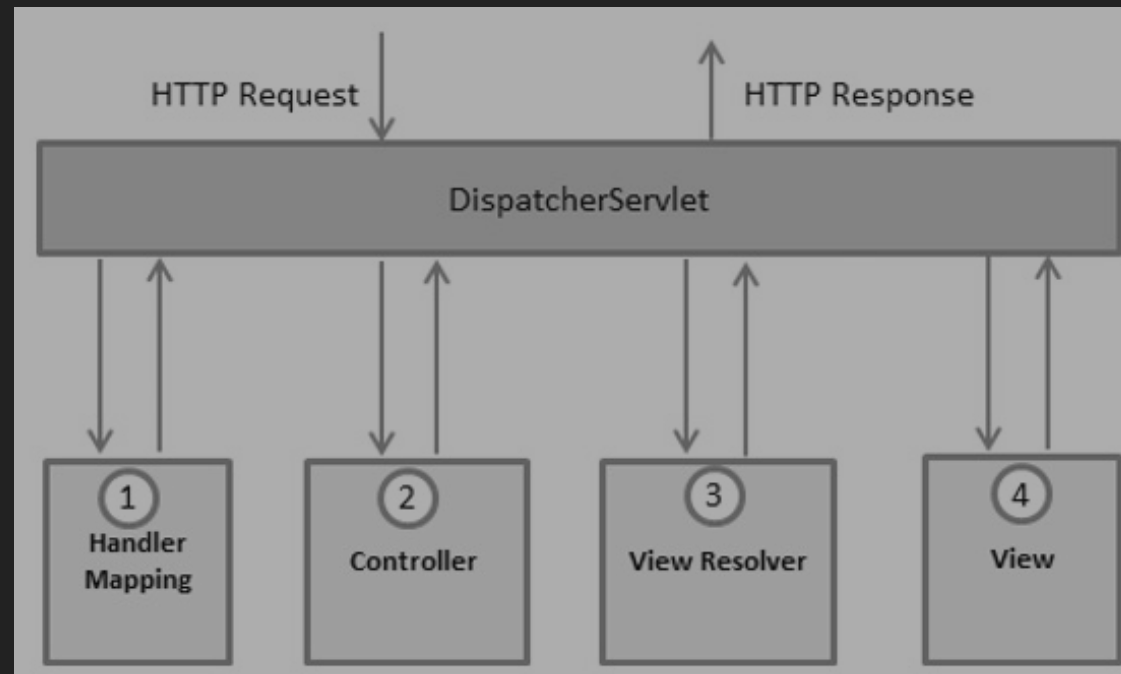 HTTP Request
HTTP Response
DispatcherServlet
1
Handler
Mapping
2
Controller
3
View Resolver
4
View